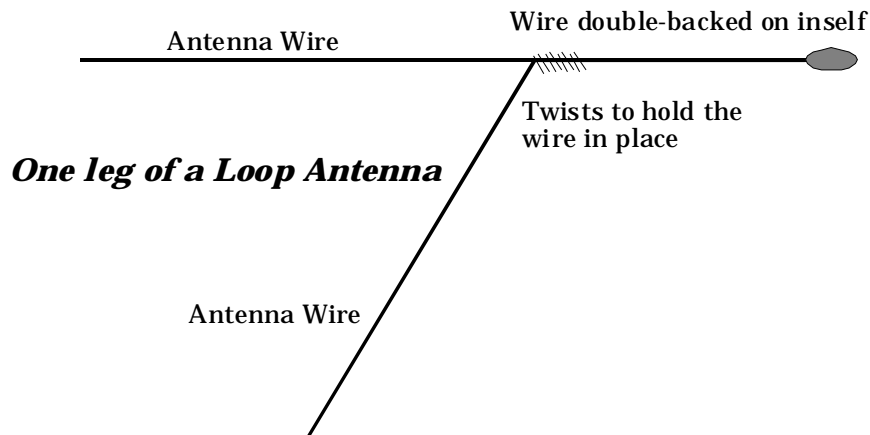 Wire double-backed on inself
Antenna Wire
Twists to hold the
wire in place
One leg of a Loop Antenna
Antenna Wire